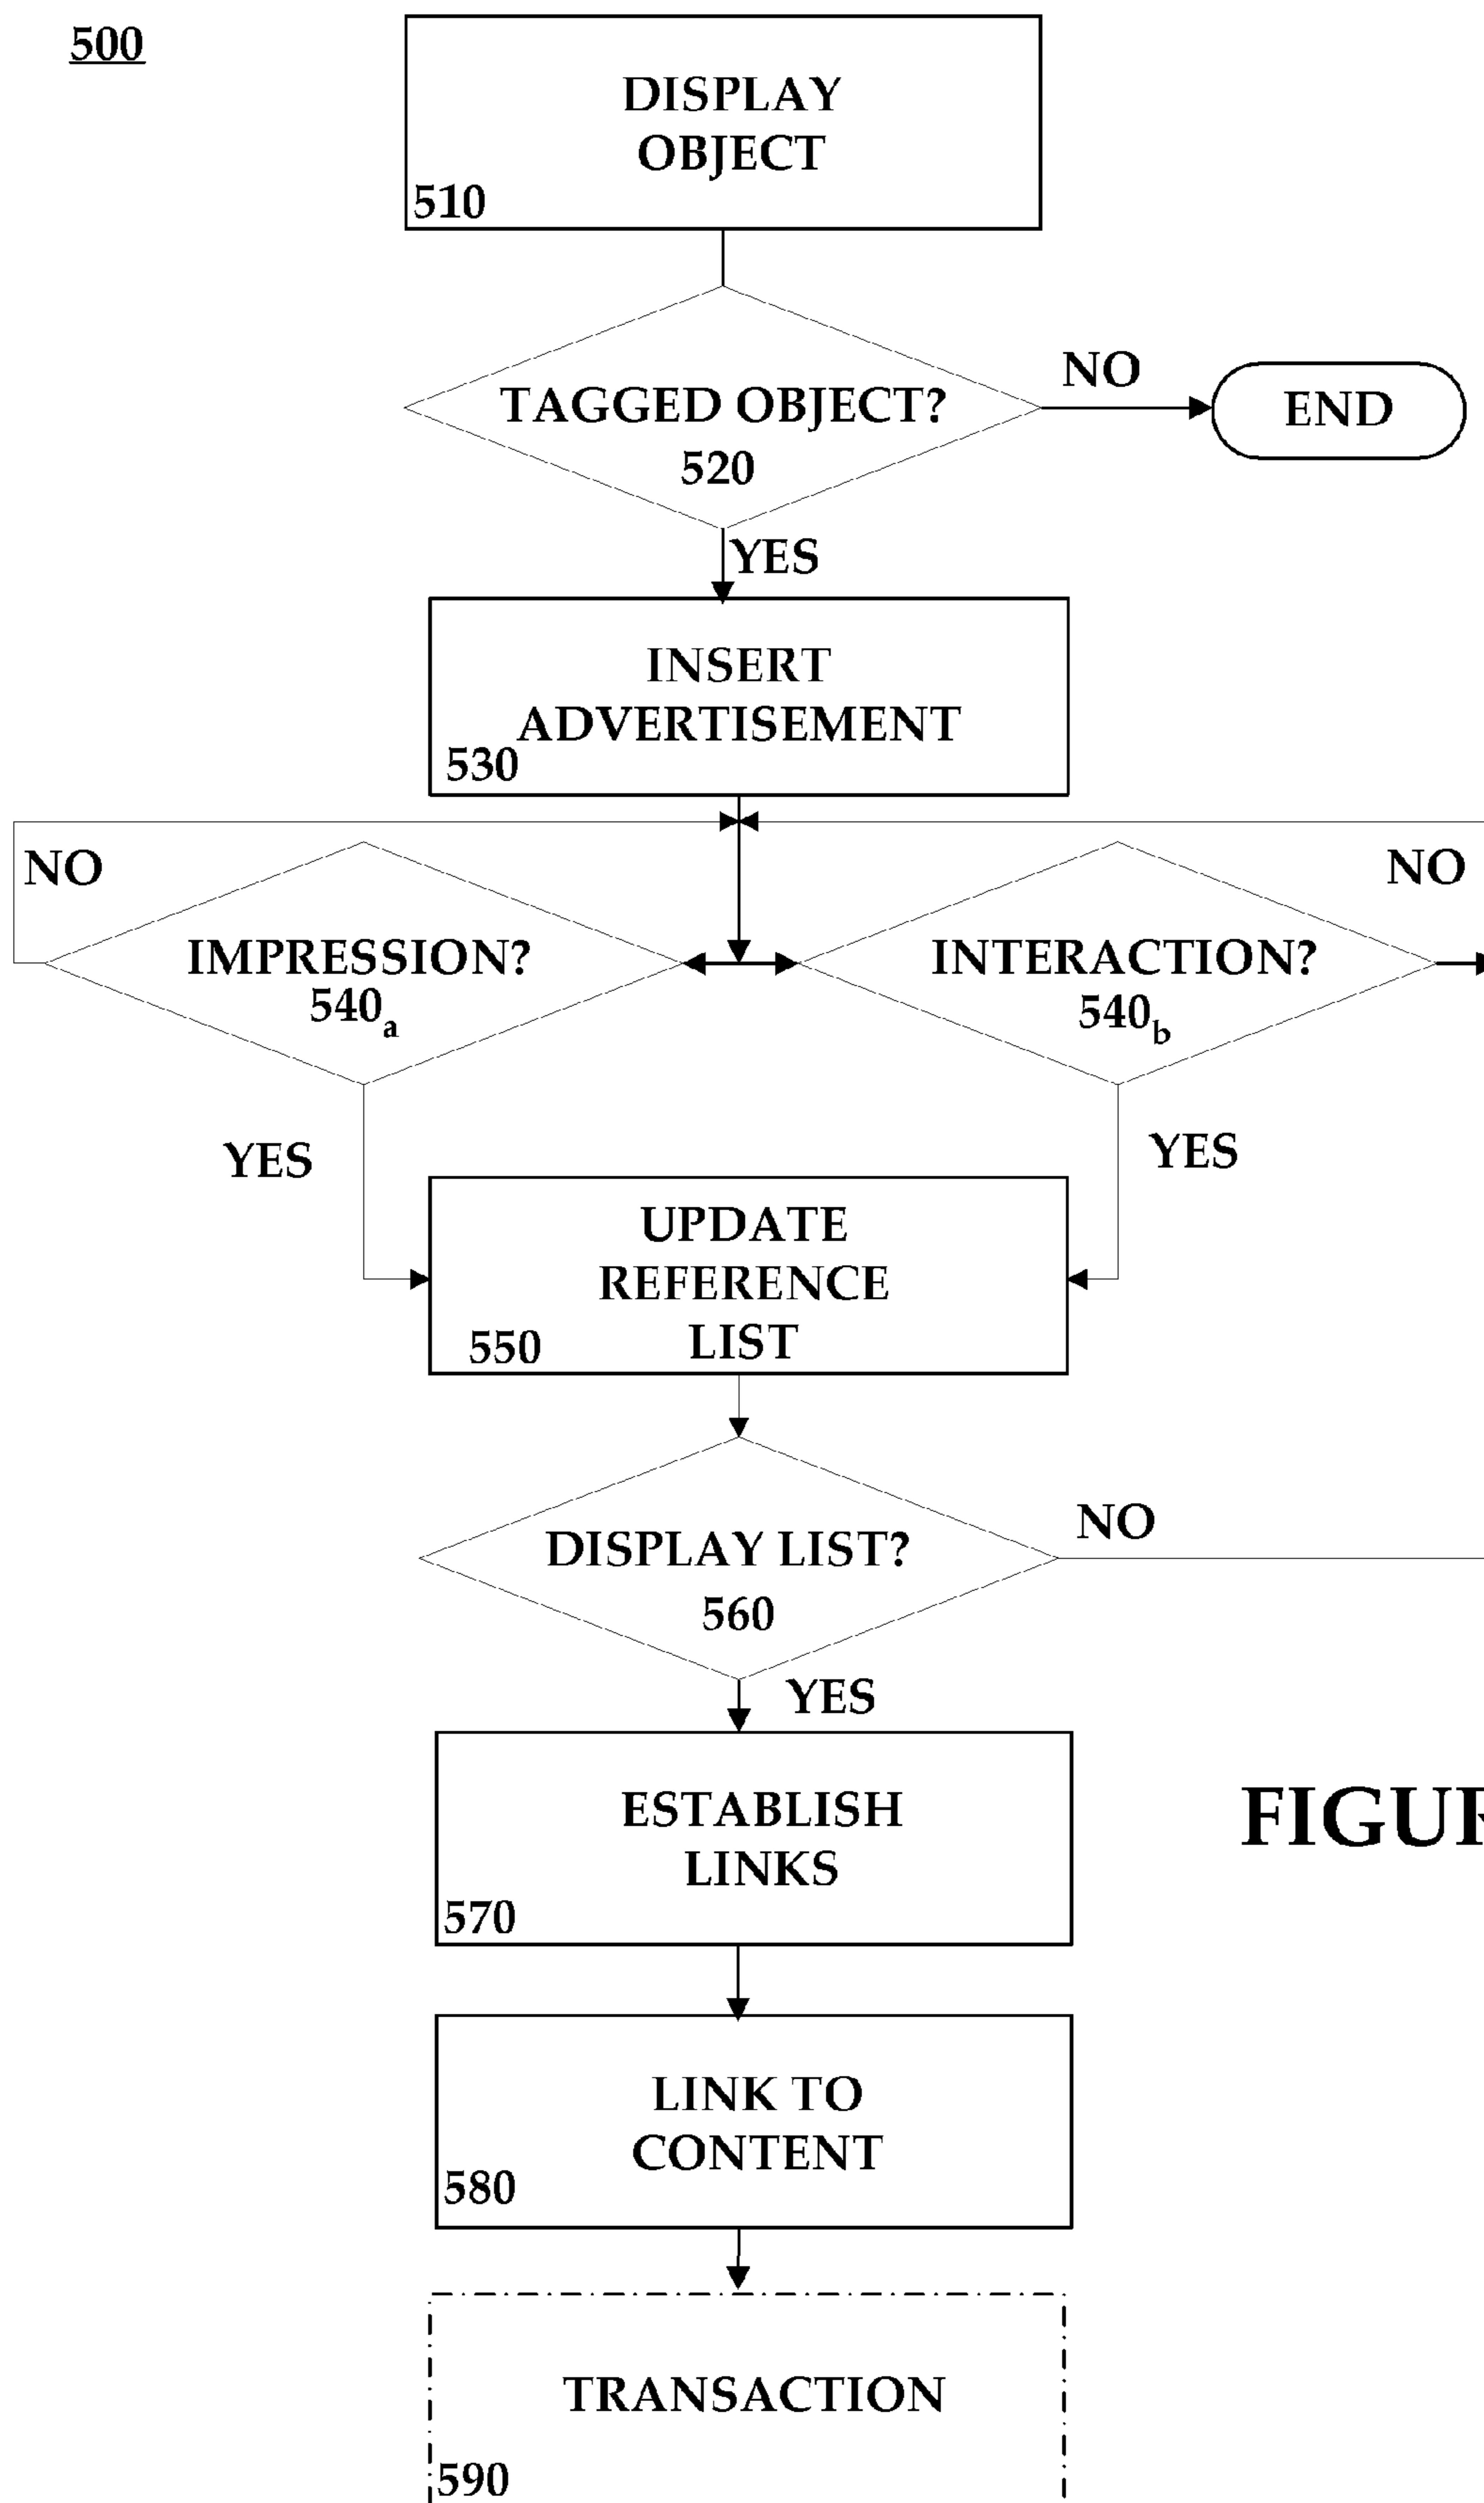 500
DISPLAY
OBJECT
510
TAGGED OBJECT?
520
NO
END
YES
INSERT
ADVERTISEMENT
530
NO
NO
IMPRESSION?
540a
INTERACTION?
540b
YES
YES
UPDATE
REFERENCE
LIST
550
DISPLAY LIST?
560
NO
YES
ESTABLISH
LINKS
570
FIGUR
LINK TO
CONTENT
580
TRANSACTION
590